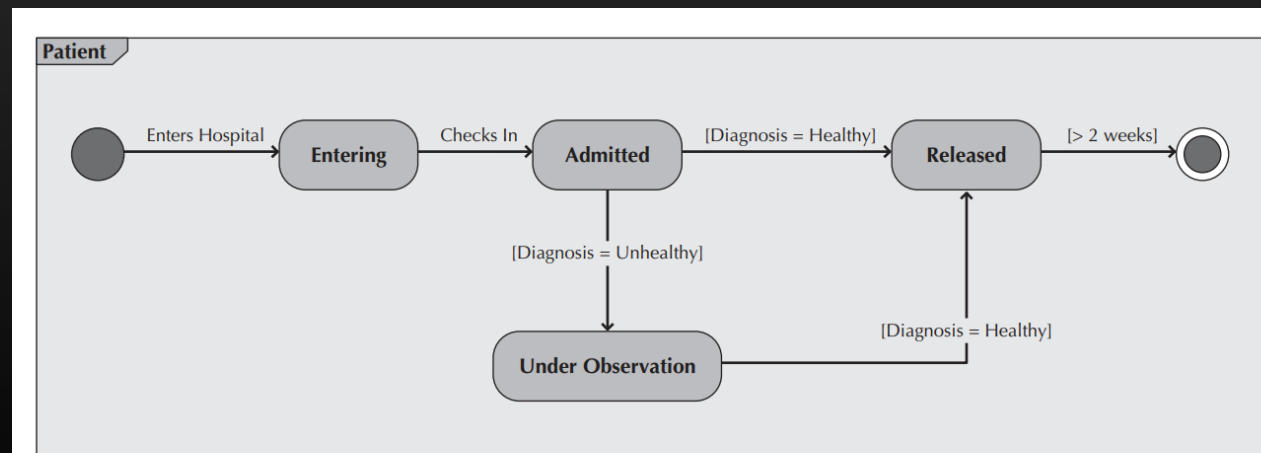 Patient
Enters Hospital
Checks In
[Diagnosis = Healthy]
[> 2 weeks]
Entering
Admitted
Released
[Diagnosis = Unhealthy]
[Diagnosis = Healthy]
Under Observation